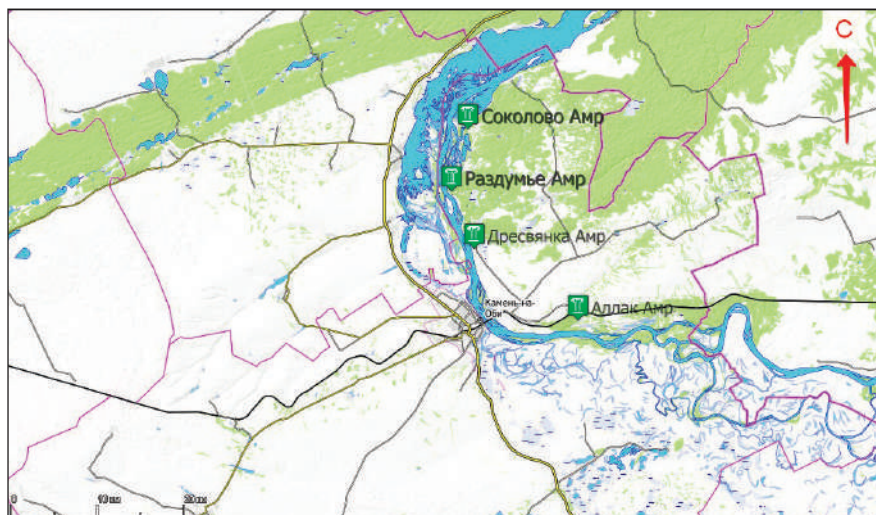 С
Соколово Амр
Раздумье Амр
Дресвянка Амр
Камень-на-
Оби
Аллак Амр
0 10 км 20 км